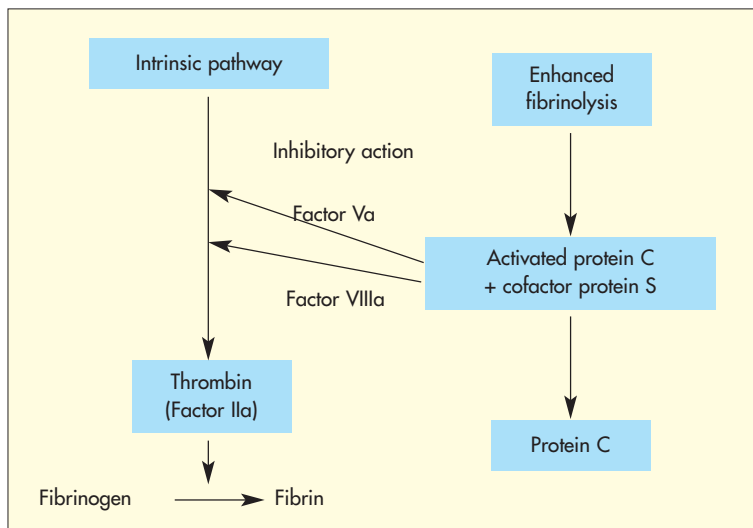 Intrinsic pathway
Enhanced
fibrinolysis
Inhibitory action
Factor Va
Activated protein C
+ cofactor protein S
Factor VIIIa
Thrombin
(Factor IIa)
Protein C
Fibrinogen
Fibrin